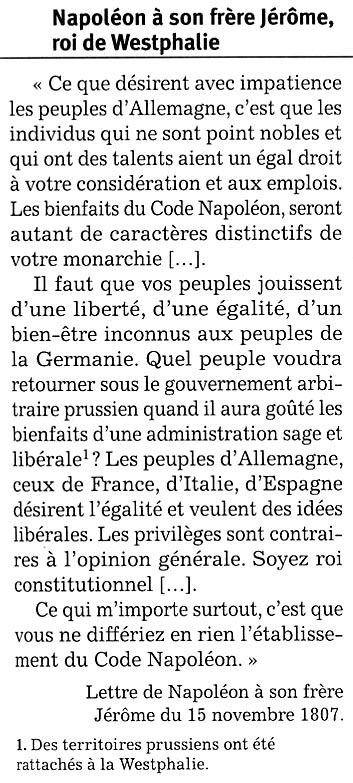 Napoléon à son frère Jérôme,
roi de Westphalie
« Ce que désirent avec impatience
les peuples d'Allemagne, c'est que les
individus qui ne sont point nobles et
qui ont des talents aient un égal droit
à votre considération et aux emplois.
Les bienfaits du Code Napoléon, seront
autant de caractères distinctifs de
votre monarchie [...].
Il faut que vos peuples jouissent
d'une liberté, d'une égalité, d'un
bien-être inconnus aux peuples de
la Germanie. Quel peuple voudra
retourner sous le gouvernement arbi-
traire prussien quand il aura goûté les
bienfaits d'une administration sage et
libérale¹ ? Les peuples d'Allemagne,
ceux de France, d'Italie, d'Espagne
désirent l'égalité et veulent des idées
libérales. Les privilèges sont contrai-
res à l'opinion générale. Soyez roi
constitutionnel [...].
Ce qui m'importe surtout, c'est que
vous ne différiez en rien l'établisse-
ment du Code Napoléon. »
Lettre de Napoléon à son frère
Jérôme du 15 novembre 1807.
1. Des territoires prussiens ont été
rattachés à la Westphalie.